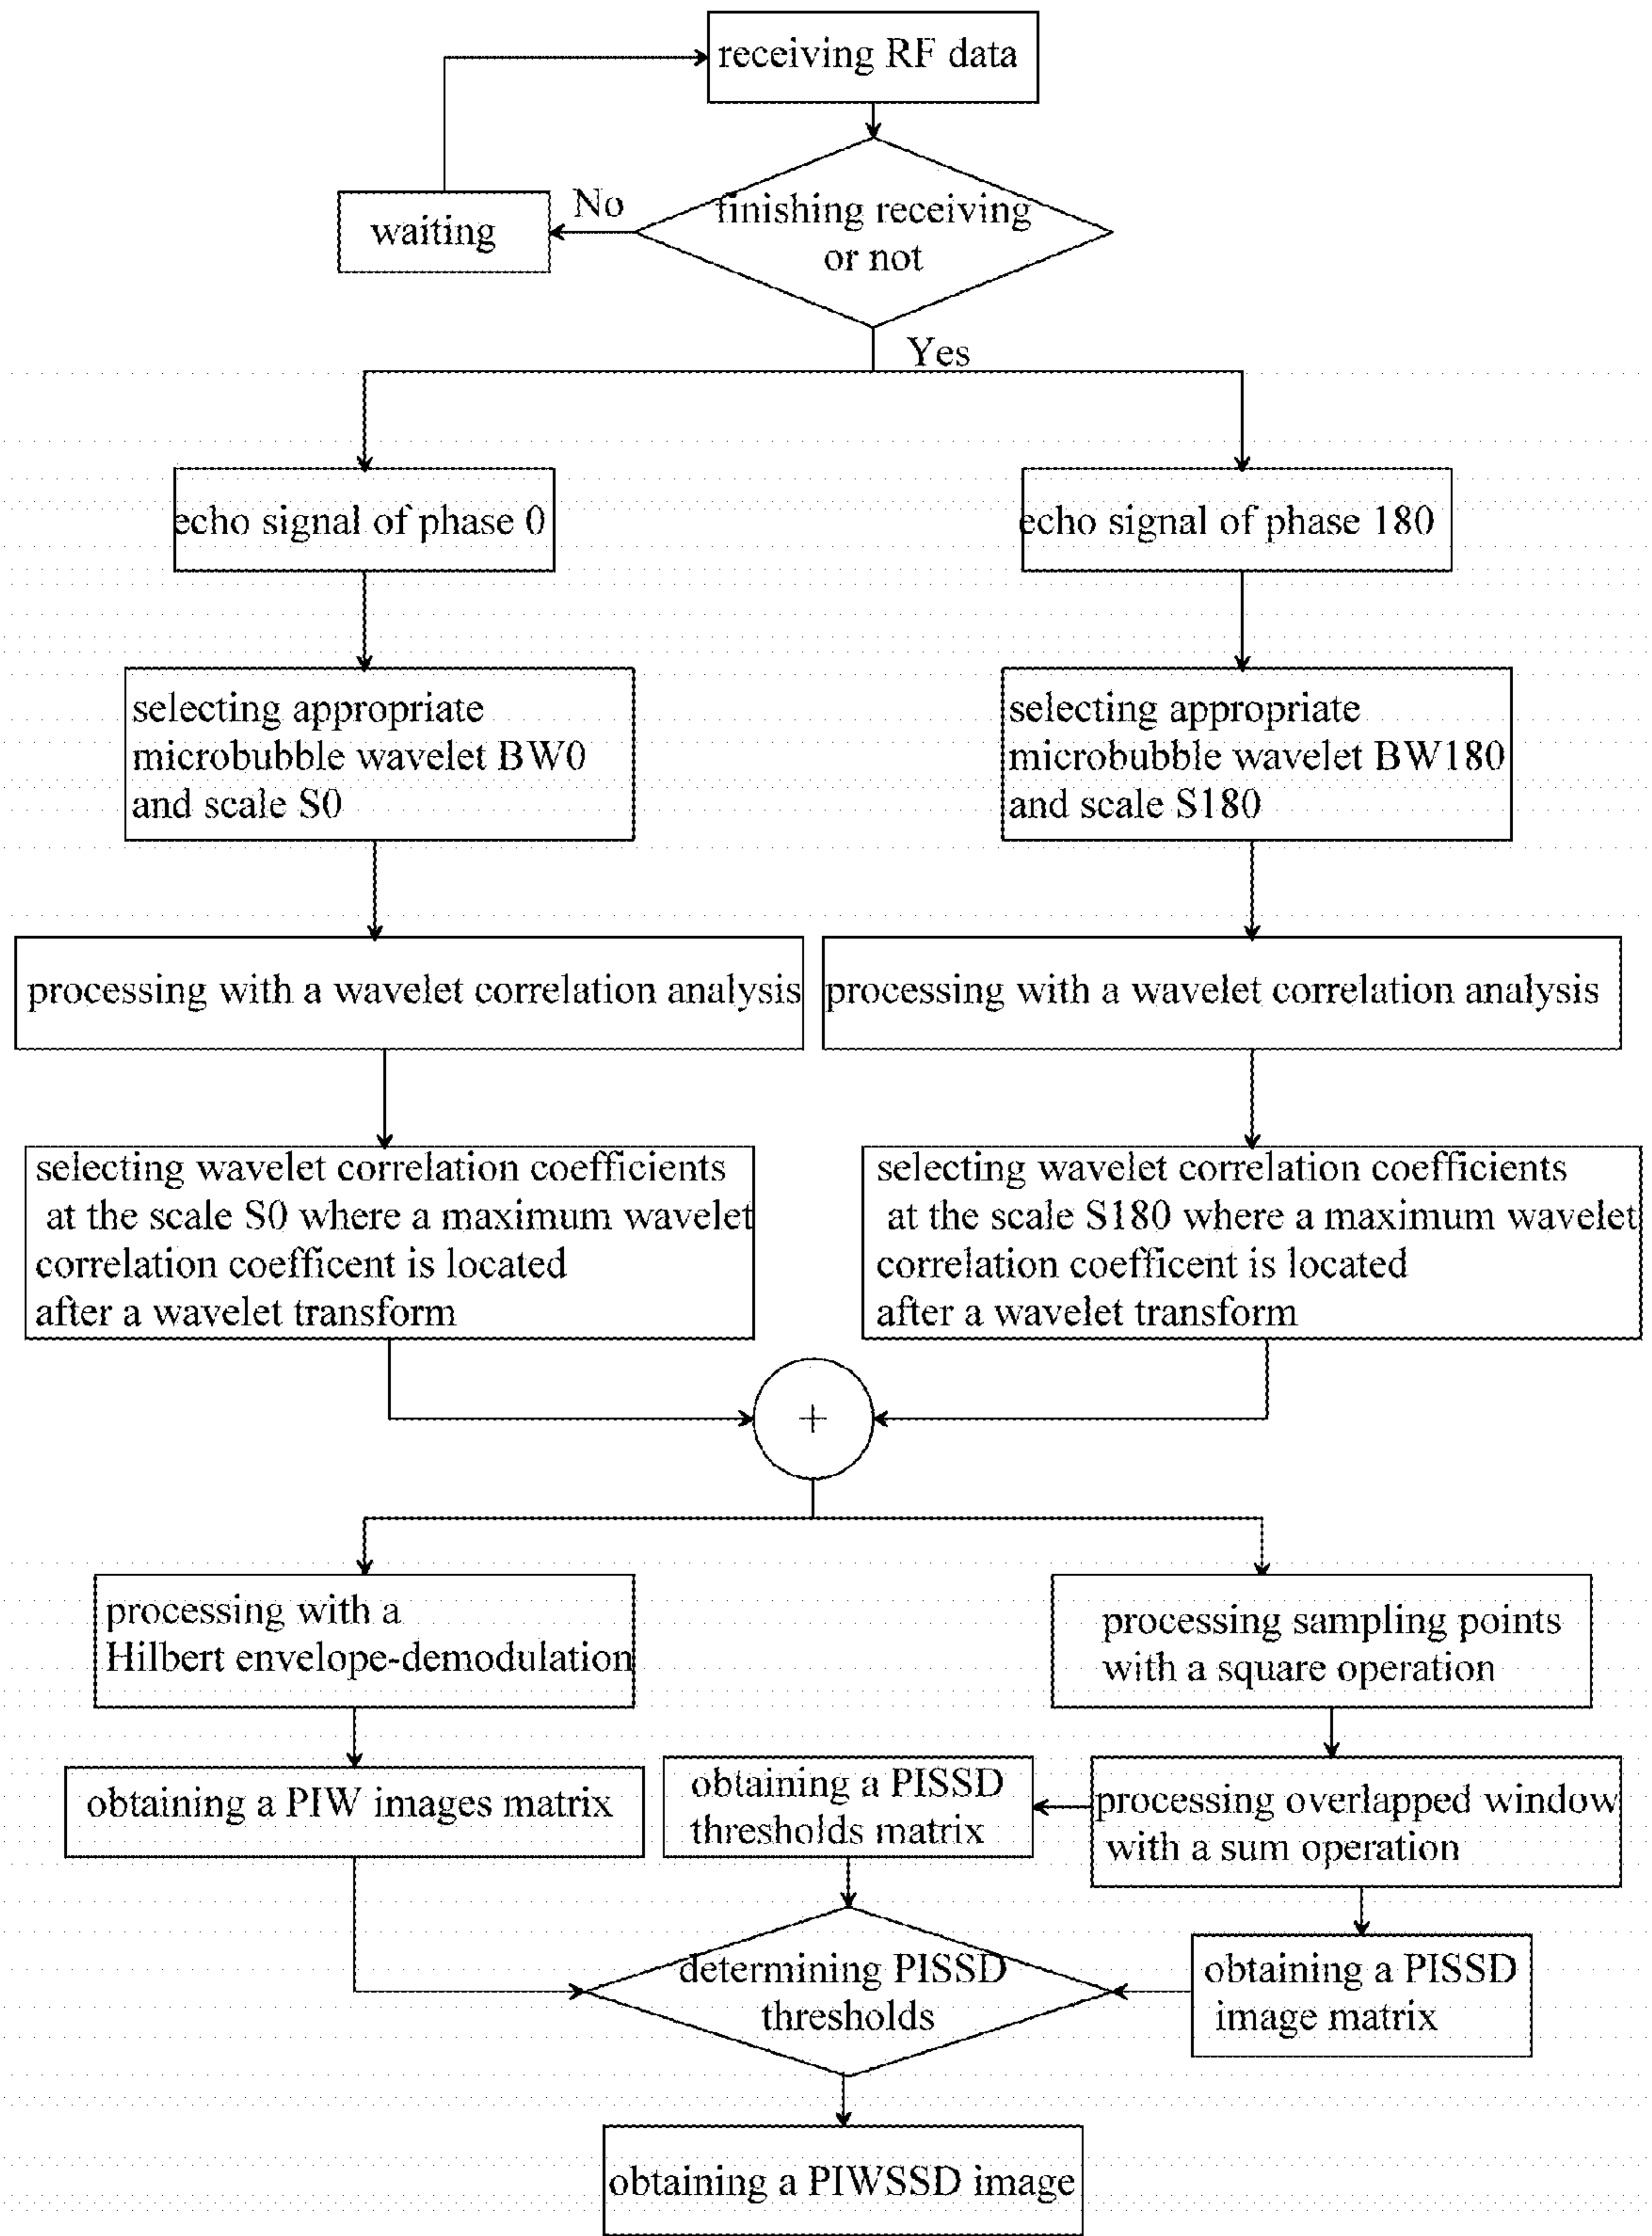 receiving RF data
finishing receiving
or not
No
waiting
Yes
echo signal of phase 0
echo signal of phase 180
selecting appropriate
microbubble wavelet BW0
and scale S0
selecting appropriate
microbubble wavelet BW180
and scale S180
processing with a wavelet correlation analysis
processing with a wavelet correlation analysis
selecting wavelet correlation coefficients
at the scale S0 where a maximum wavelet
correlation coefficent is located
after a wavelet transform
selecting wavelet correlation coefficients
at the scale S180 where a maximum wavelet
correlation coefficent is located
after a wavelet transform
+
processing with a
Hilbert envelope-demodulation
processing sampling points
with a square operation
obtaining a PIW images matrix
obtaining a PISSD
thresholds matrix
processing overlapped window
with a sum operation
determining PISSD
thresholds
obtaining a PISSD
image matrix
obtaining a PIWSSD image